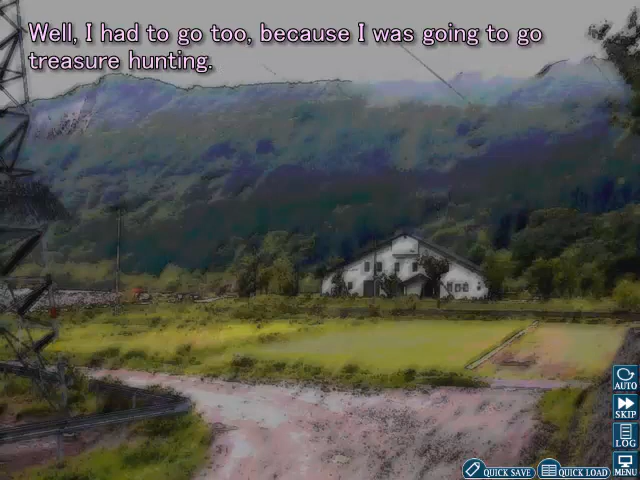 Well, I had to go too, because I was going to go
treasure hunting.
AUTO
SKIP
LOG
MENU
QUICK SAVE
QUICK LOAD